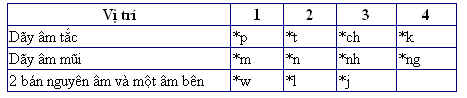 Vị trí 1 2 3 4
Dãy âm tắc *p *t *ch *k
Dãy âm mũi *m *n *nh *ng
2 bán nguyên âm và một âm bên *w *l *j